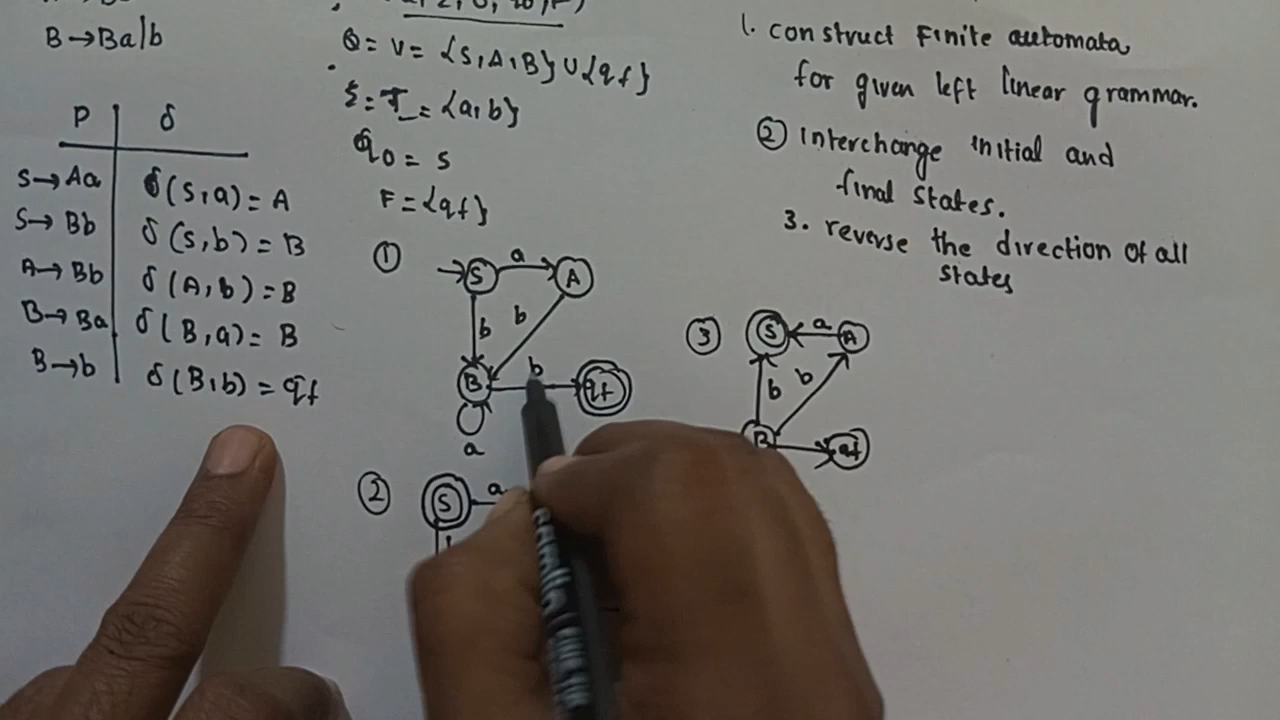 B→Ba|b
P | δ
S→Aa δ(S,a)=A
S→Bb δ(S,b)=B
A→Bb δ(A,b)=B
B→Ba δ(B,a)=B
B→b δ(B,b)=qf
Q=V={S,A,B}∪{qf}
Σ=T={a,b}
q0=S
F={qf}
① S a A
b b
B b qf
a
② S a
1. construct Finite automata
for given left linear grammar.
② Interchange initial and
final states.
3. reverse the direction of all
states
③ S a A
b b
B qf